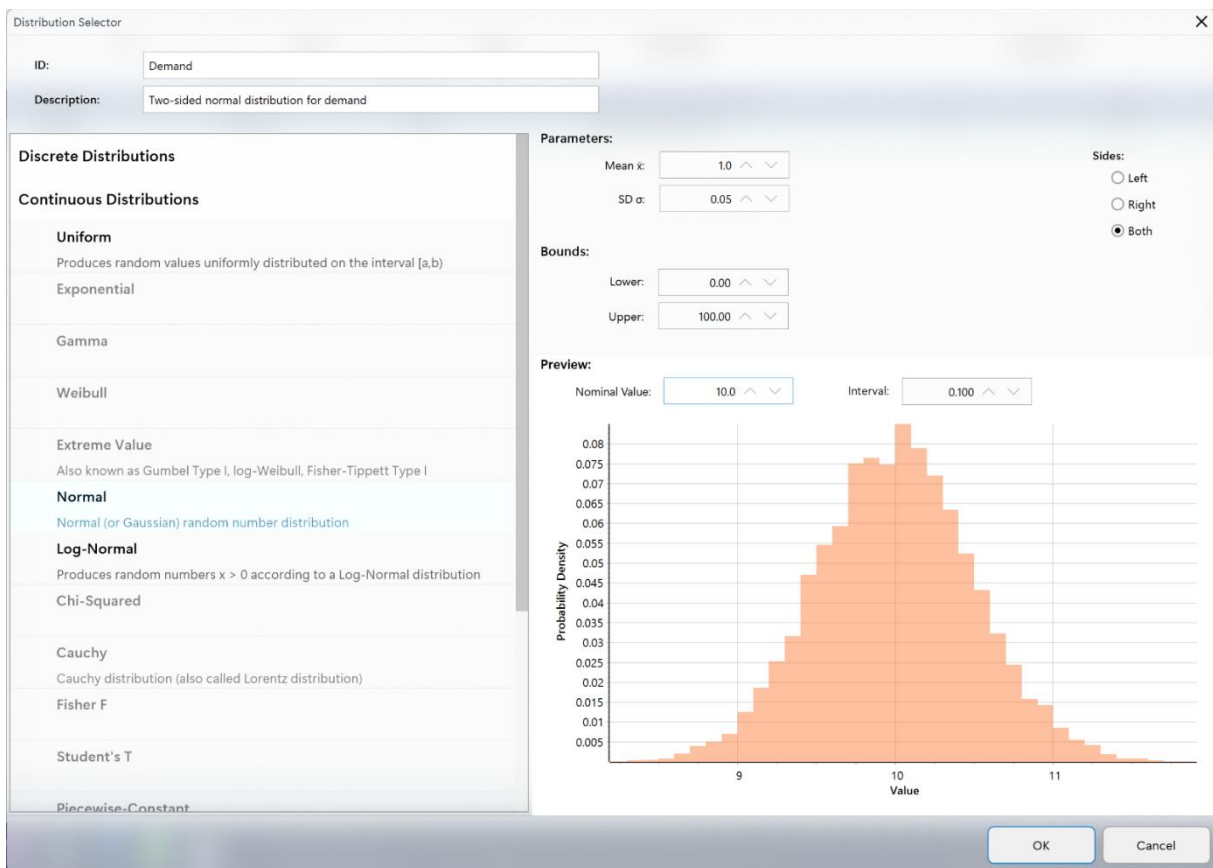 Distribution Selector
ID:
Demand
Description:
Two-sided normal distribution for demand
Discrete Distributions
Continuous Distributions
Uniform
Produces random values uniformly distributed on the interval [a,b)
Exponential
Gamma
Weibull
Extreme Value
Also known as Gumbel Type I, log-Weibull, Fisher-Tippett Type I
Normal
Normal (or Gaussian) random number distribution
Log-Normal
Produces random numbers x > 0 according to a Log-Normal distribution
Chi-Squared
Cauchy
Cauchy distribution (also called Lorentz distribution)
Fisher F
Student's T
Piecewise-Constant
Parameters:
Mean x̄: 1.0
SD σ: 0.05
Sides:
Left
Right
Both
Bounds:
Lower: 0.00
Upper: 100.00
Preview:
Nominal Value: 10.0 Interval: 0.100
Probability Density
0.08
0.075
0.07
0.065
0.06
0.055
0.05
0.045
0.04
0.035
0.03
0.025
0.02
0.015
0.01
0.005
9 10 11
Value
OK Cancel